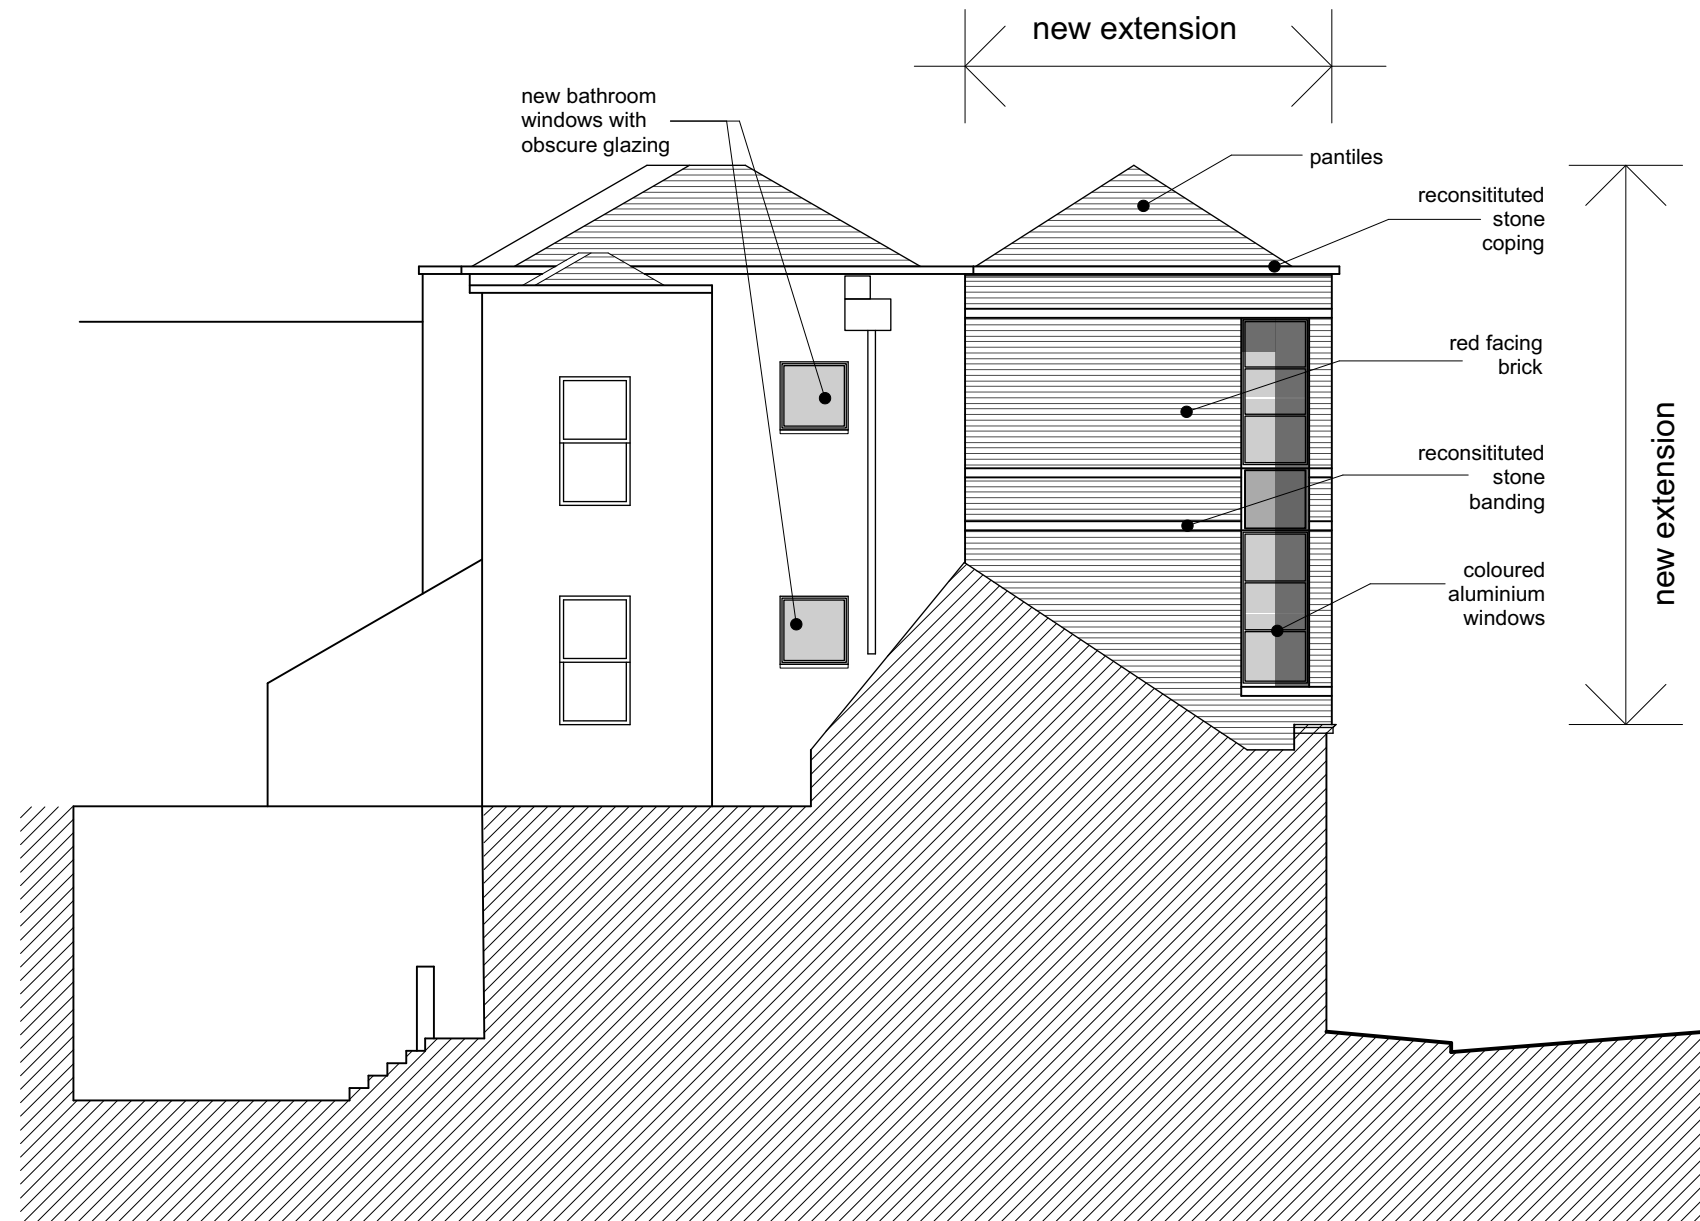 new extension
new bathroom
windows with
obscure glazing
pantiles
reconsitituted
stone
coping
red facing
brick
reconsitituted
stone
banding
coloured
aluminium
windows
new extension